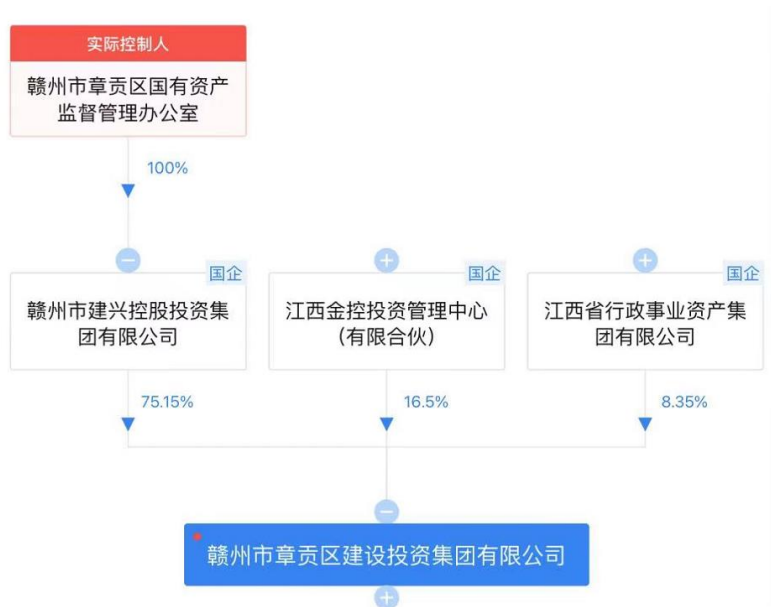 实际控制人
赣州市章贡区国有资产
监督管理办公室
100%
国企
国企
国企
赣州市建兴控股投资集
团有限公司
江西金控投资管理中心
(有限合伙)
江西省行政事业资产集
团有限公司
75.15%
16.5%
8.35%
赣州市章贡区建设投资集团有限公司